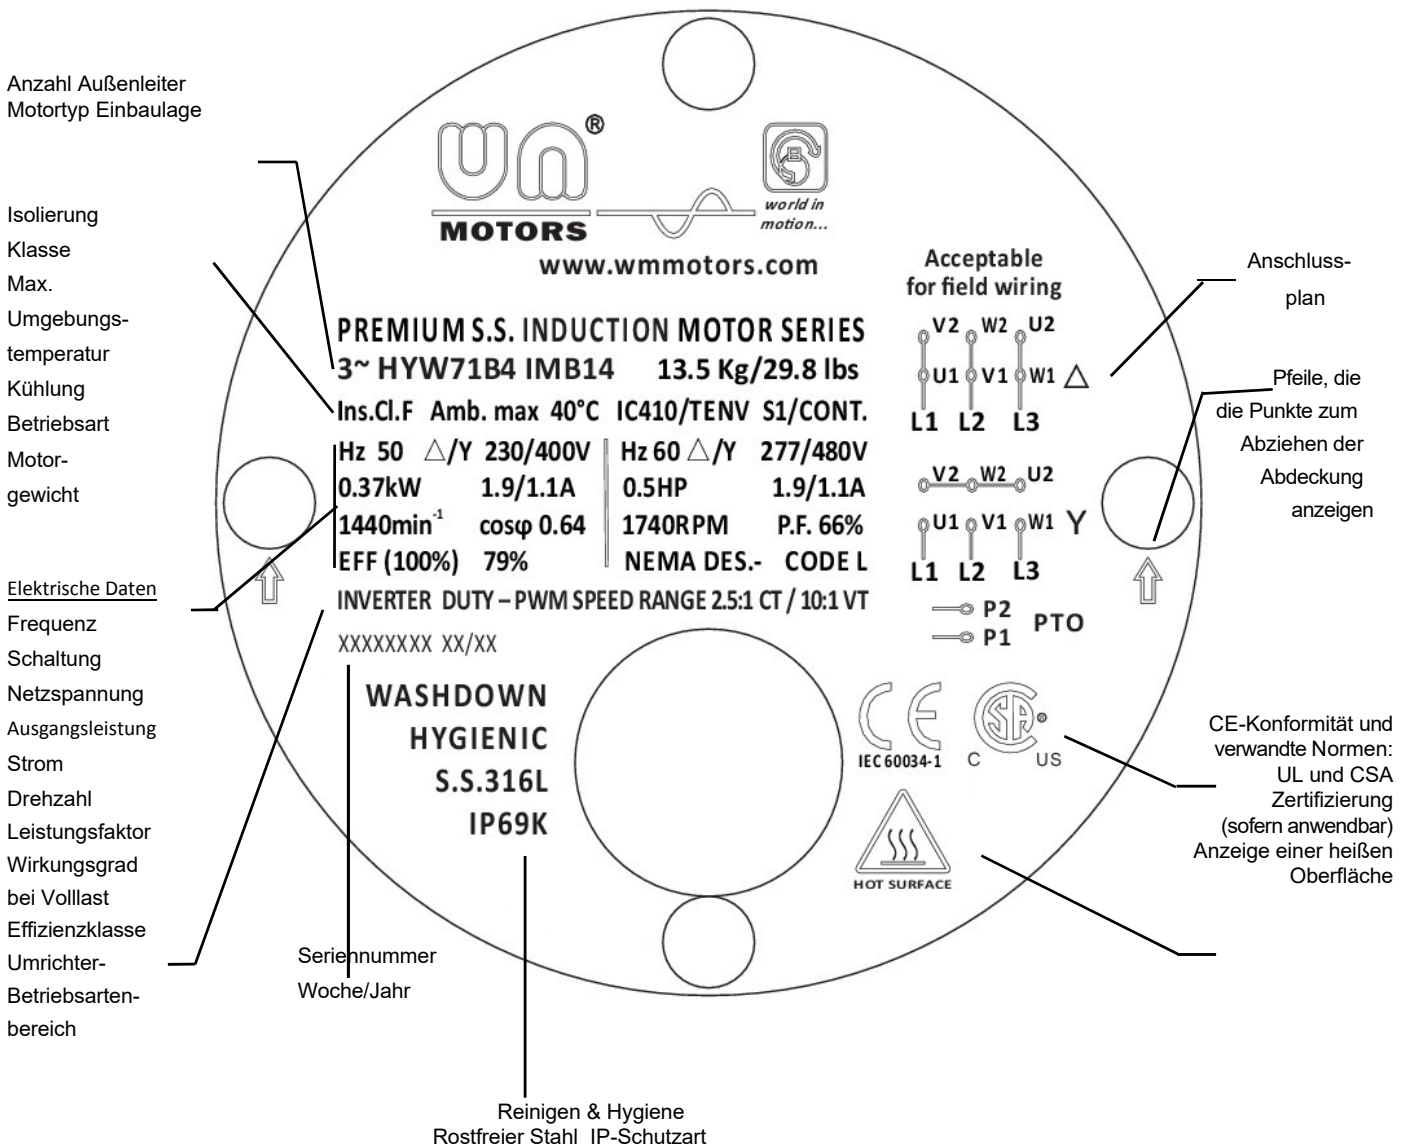 Anzahl Außenleiter
Motortyp Einbaulage
Isolierung
Klasse
Max.
Umgebungs-
temperatur
Kühlung
Betriebsart
Motor-
gewicht
Elektrische Daten
Frequenz
Schaltung
Netzspannung
Ausgangsleistung
Strom
Drehzahl
Leistungsfaktor
Wirkungsgrad
bei Volllast
Effizienzklasse
Umrichter-
Betriebsarten-
bereich
®
MOTORS
world in
motion...
www.wmmotors.com
PREMIUM S.S. INDUCTION MOTOR SERIES
3~ HYW71B4 IMB14 13.5 Kg/29.8 lbs
Ins.Cl.F Amb. max 40°C IC410/TENV S1/CONT.
Hz 50 △/Y 230/400V Hz 60 △/Y 277/480V
0.37kW 1.9/1.1A 0.5HP 1.9/1.1A
1440min⁻¹ cosφ 0.64 1740RPM P.F. 66%
EFF (100%) 79% NEMA DES.- CODE L
INVERTER DUTY – PWM SPEED RANGE 2.5:1 CT / 10:1 VT
XXXXXXXX XX/XX
WASHDOWN
HYGIENIC
S.S.316L
IP69K
Acceptable
for field wiring
V2 W2 U2
U1 V1 W1 △
L1 L2 L3
V2 W2 U2
U1 V1 W1 Y
L1 L2 L3
P2
P1 PTO
CE
IEC 60034-1
C SA ® US
HOT SURFACE
Anschluss-
plan
Pfeile, die
die Punkte zum
Abziehen der
Abdeckung
anzeigen
CE-Konformität und
verwandte Normen:
UL und CSA
Zertifizierung
(sofern anwendbar)
Anzeige einer heißen
Oberfläche
Seriennummer
Woche/Jahr
Reinigen & Hygiene
Rostfreier Stahl IP-Schutzart